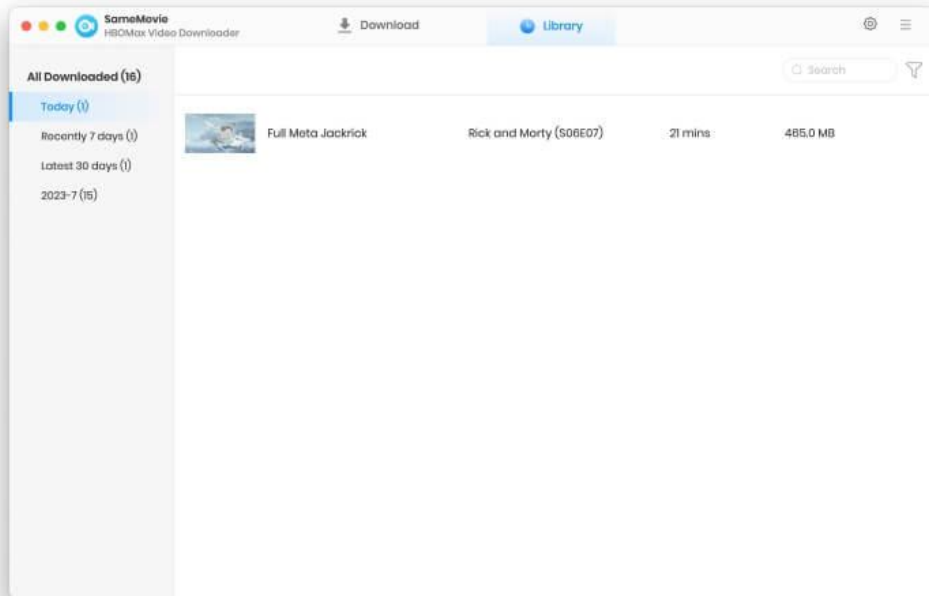 SameMovie
HBOMax Video Downloader
Download
Library
All Downloaded (16)
Search
Today (1)
Recently 7 days (1)
Latest 30 days (1)
2023-7 (15)
Full Meta Jackrick
Rick and Morty (S06E07)
21 mins
465.0 MB